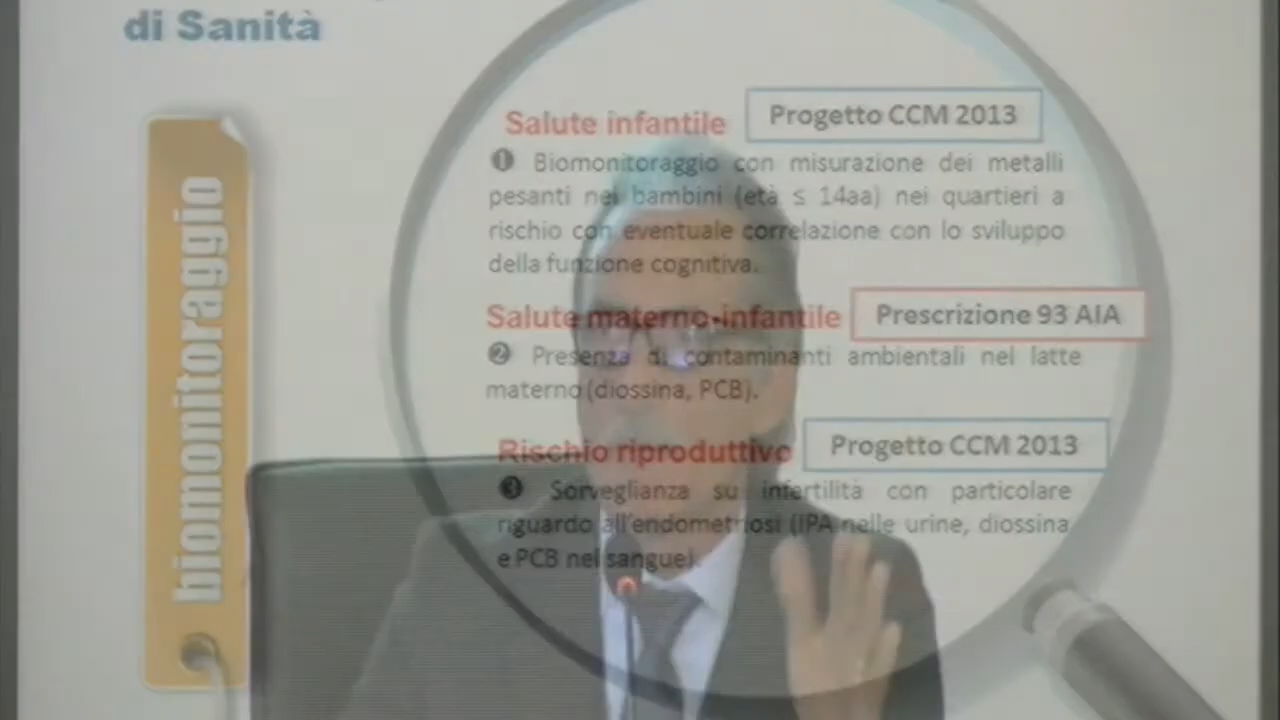 di Sanità
biomonitoraggio
Salute infantile
Progetto CCM 2013
❶ Biomonitoraggio con misurazione dei metalli
pesanti nei bambini (età ≤ 14aa) nei quartieri a
rischio con eventuale correlazione con lo sviluppo
della funzione cognitiva.
Salute materno-infantile
Prescrizione 93 AIA
❷ Presenza di contaminanti ambientali nel latte
materno (diossina, PCB).
Rischio riproduttivo
Progetto CCM 2013
❸ Sorveglianza su infertilità con particolare
riguardo all'endometriosi (IPA nelle urine, diossina
e PCB nel sangue).